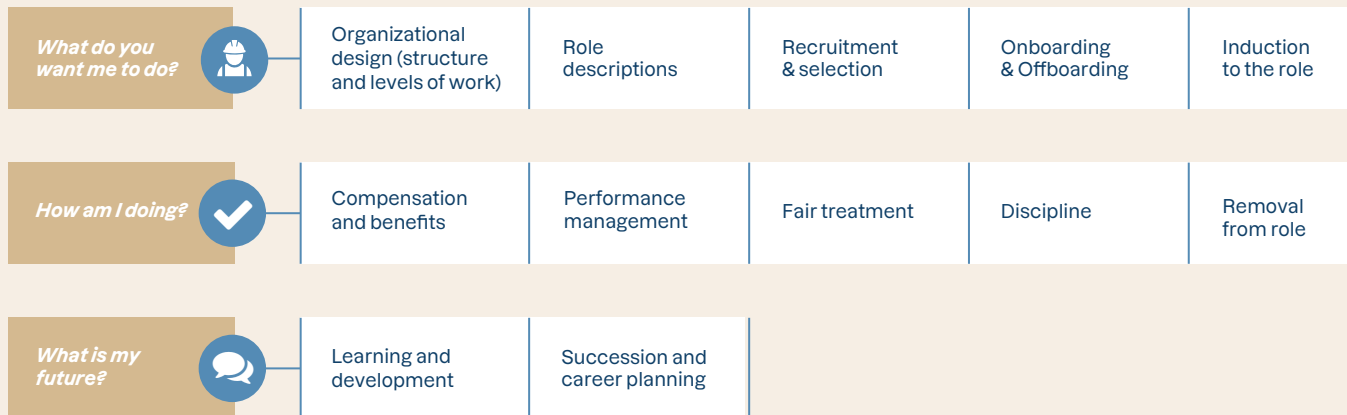 What do you
want me to do?
Organizational
design (structure
and levels of work)
Role
descriptions
Recruitment
& selection
Onboarding
& Offboarding
Induction
to the role
How am I doing?
Compensation
and benefits
Performance
management
Fair treatment
Discipline
Removal
from role
What is my
future?
Learning and
development
Succession and
career planning